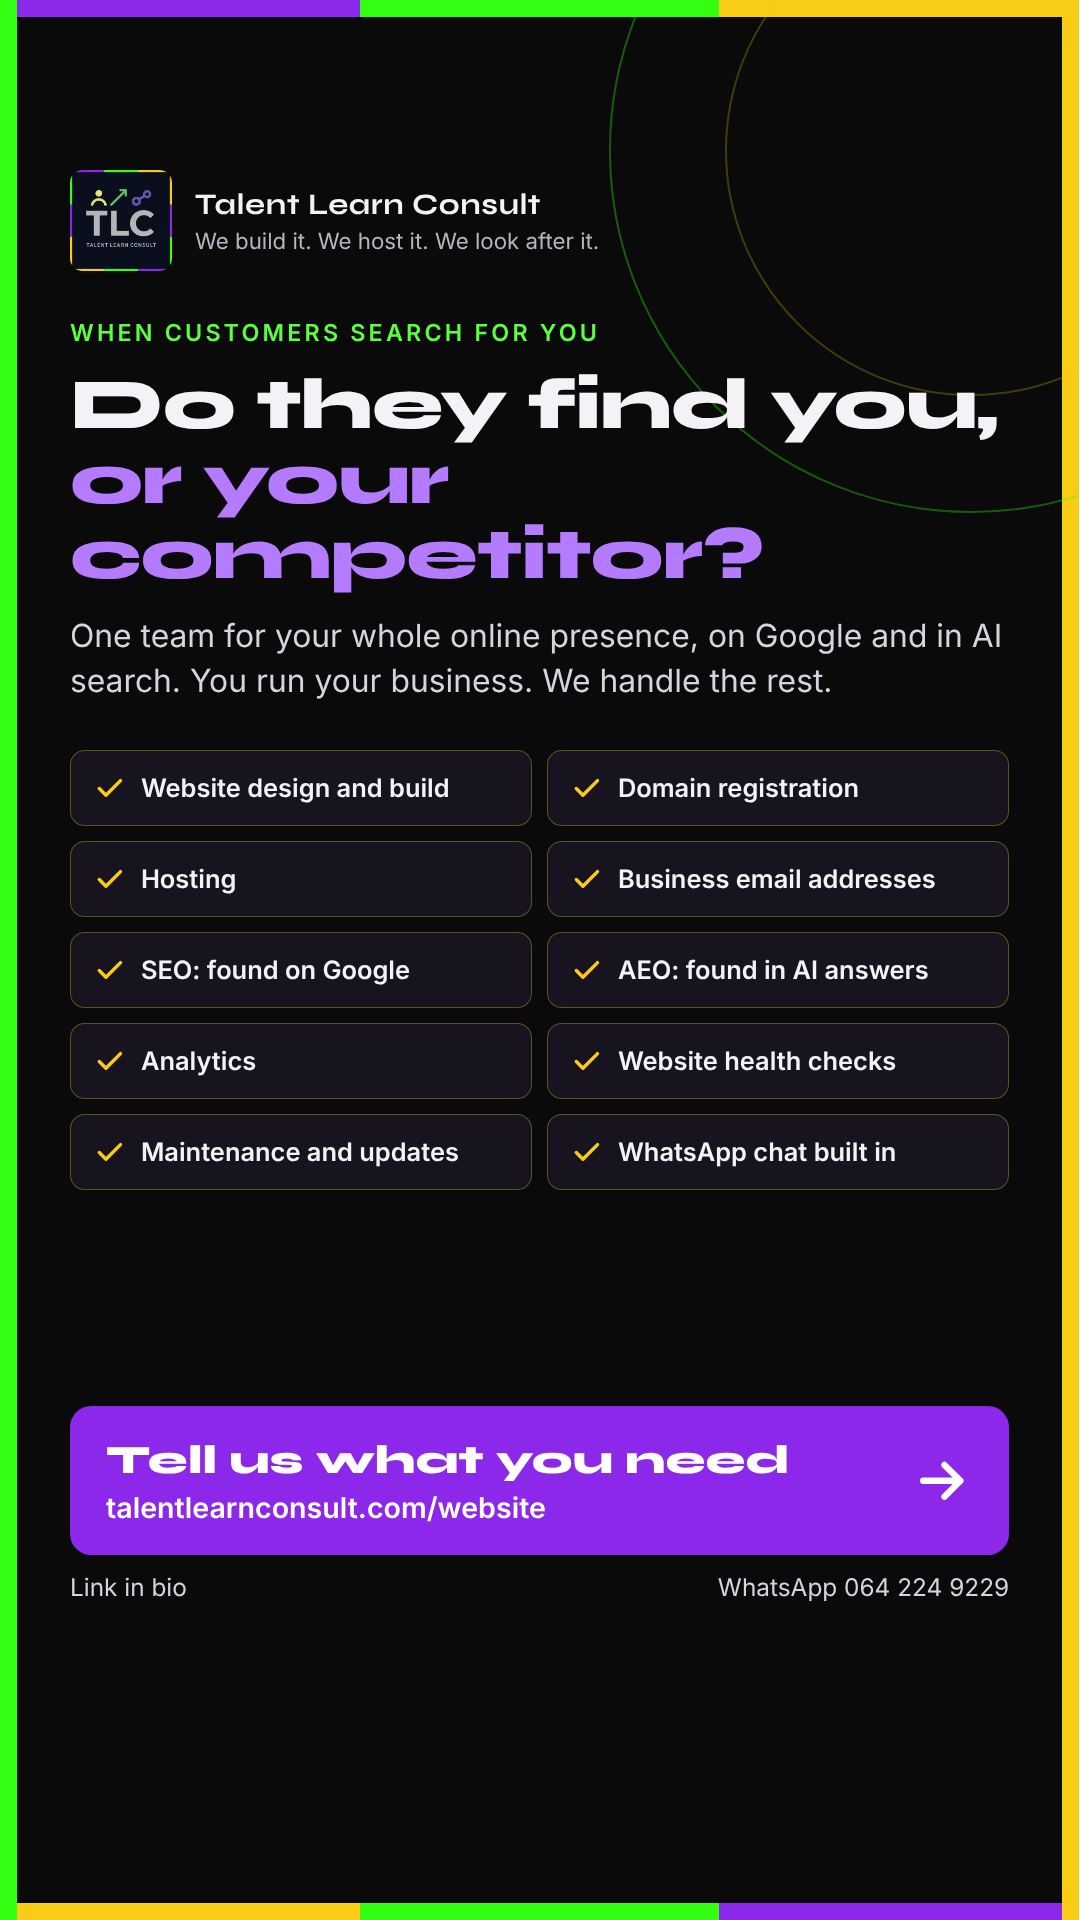 TLC
TALENT LEARN CONSULT
Talent Learn Consult
We build it. We host it. We look after it.
WHEN CUSTOMERS SEARCH FOR YOU
Do they find you,
or your
competitor?
One team for your whole online presence, on Google and in AI
search. You run your business. We handle the rest.
Website design and build
Domain registration
Hosting
Business email addresses
SEO: found on Google
AEO: found in AI answers
Analytics
Website health checks
Maintenance and updates
WhatsApp chat built in
Tell us what you need
talentlearnconsult.com/website
Link in bio
WhatsApp 064 224 9229